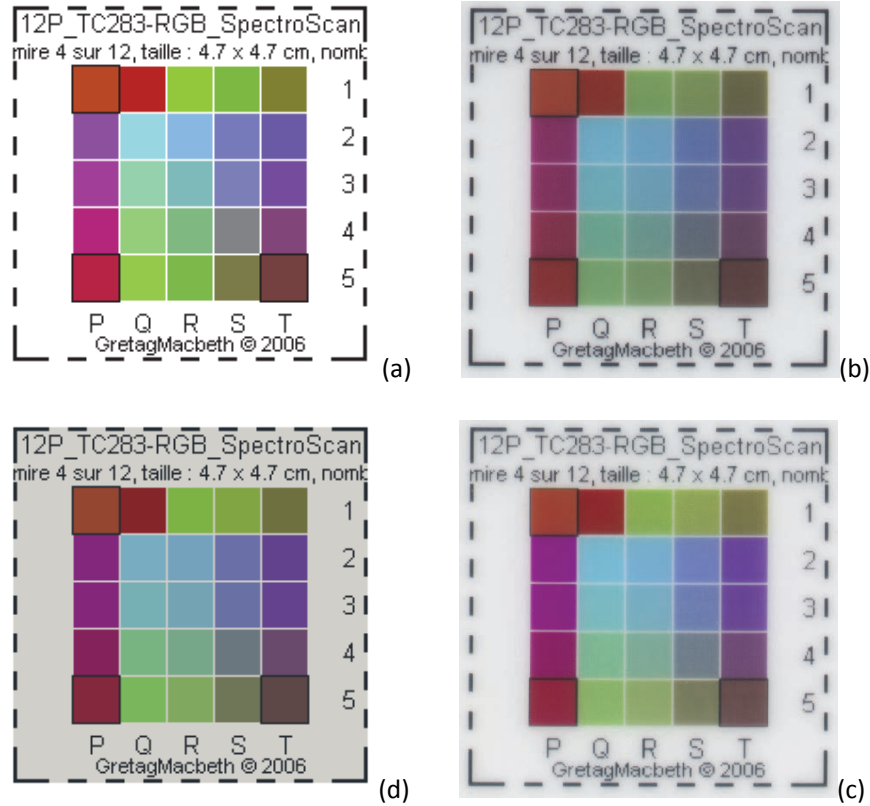 12P_TC283-RGB_SpectroScan
mire 4 sur 12, taille : 4.7 x 4.7 cm, nomb
1
2
3
4
5
P Q R S T
GretagMacbeth © 2006
(a)
12P_TC283-RGB_SpectroScan
mire 4 sur 12, taille : 4.7 x 4.7 cm, nomb
1
2
3
4
5
P Q R S T
GretagMacbeth © 2006
(b)
12P_TC283-RGB_SpectroScan
mire 4 sur 12, taille : 4.7 x 4.7 cm, nomb
1
2
3
4
5
P Q R S T
GretagMacbeth © 2006
(d)
12P_TC283-RGB_SpectroScan
mire 4 sur 12, taille : 4.7 x 4.7 cm, nomb
1
2
3
4
5
P Q R S T
GretagMacbeth © 2006
(c)